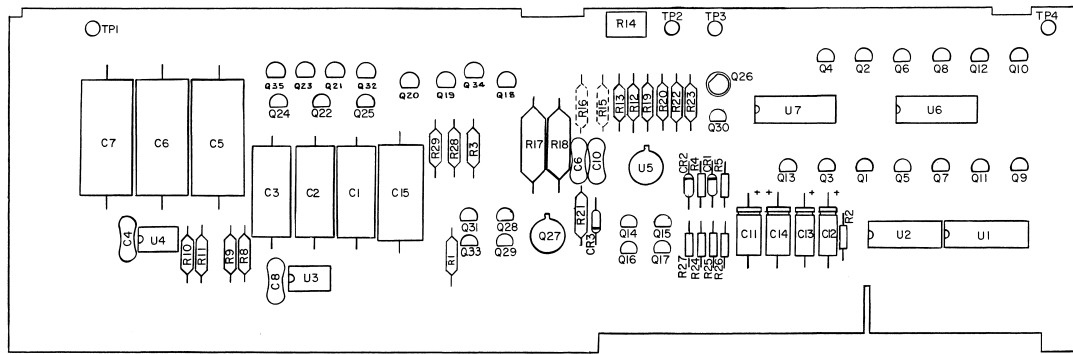 TP1 R14 TP2 TP3 TP4
Q35 Q23 Q21 Q32 Q20 Q19 Q34 Q18 Q26 Q4 Q2 Q6 Q8 Q12 Q10
Q24 Q22 Q25 R16 R15 R13 R12 R19 R20 R22 R23 Q30 U7 U6
C7 C6 C5 R29 R28 R3 R17 R18 C6 C10 U5 CR2 R4 CR1 R5 Q13 Q3 Q1 Q5 Q7 Q11 Q9
C3 C2 C1 C15 + + + +
C4 U4 Q31 Q28 R21 CR3 Q14 Q15 C11 C14 C13 C12 R2 U2 U1
R10 R11 R9 R8 Q33 Q29 Q27 Q16 Q17 R27 R24 R25 R26
C8 U3 R1